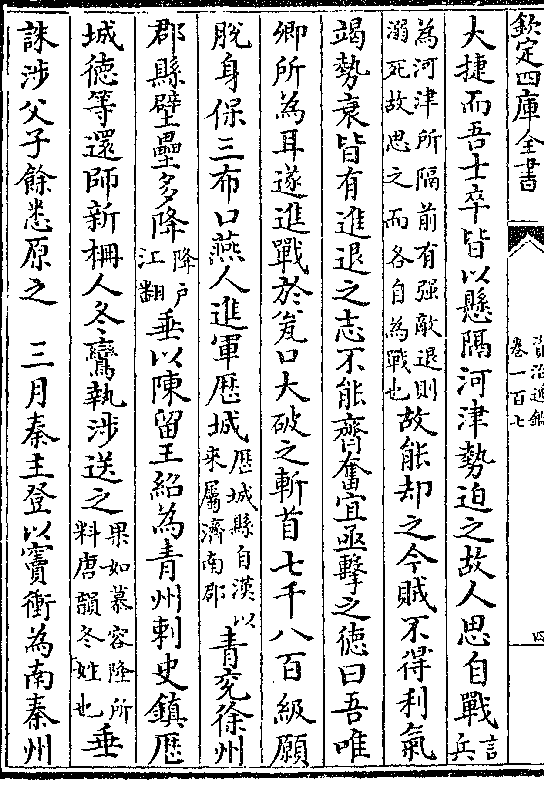 欽定四庫全書
資治通鑑
卷一百七
四
大捷而吾士卒皆以懸隔河津勢迫之故人思自戰言兵
為河津所隔前有强敵退則溺死故思之而各自為戰也故能却之今賊不得利氣
竭勢衰皆有進退之志不能齊奮宜亟擊之德曰吾唯
卿所為耳遂進戰於瓮口大破之斬首七千八百級願
脫身保三布口燕人進軍歴城歴城縣自漢以來屬濟南郡青兖徐州
郡縣壁壘多降降户江翻垂以陳留王紹為青州刺史鎮歴
城德等還師新栅人冬鸞執涉送之果如慕容隆所料唐韻冬姓也垂
誅涉父子餘悉原之　三月秦主登以竇衝為南秦州